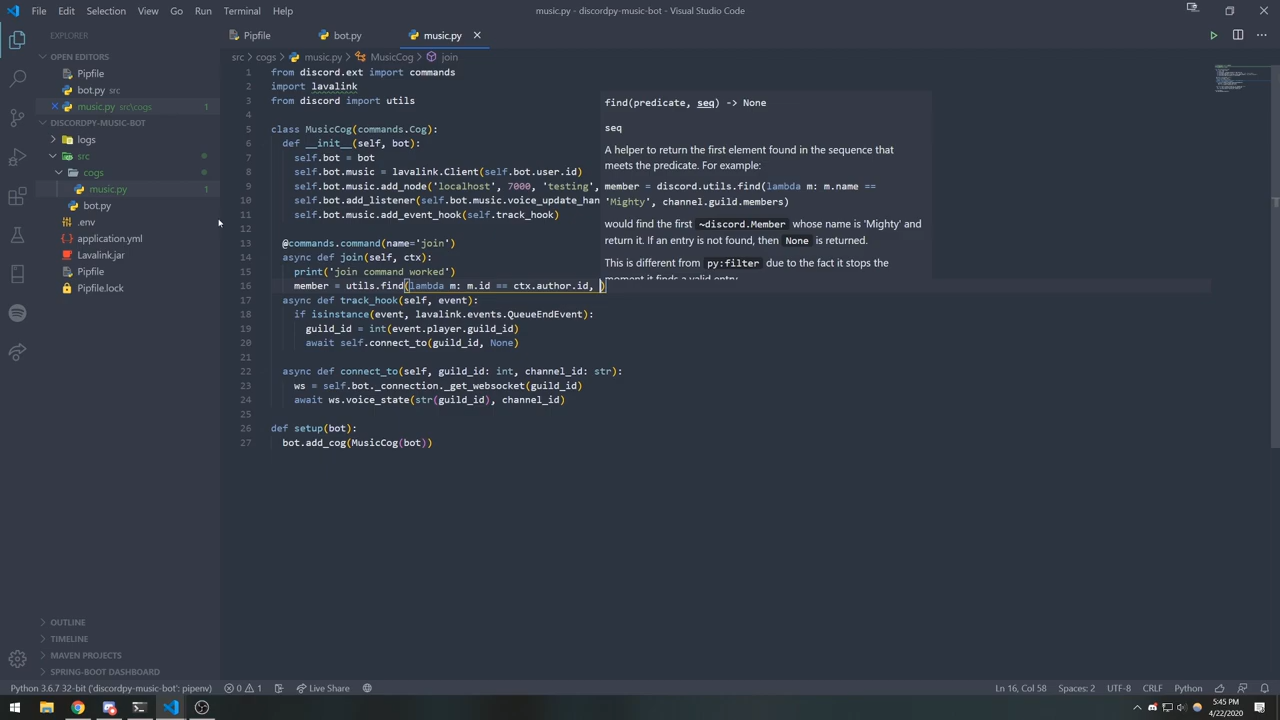 File Edit Selection View Go Run Terminal Help
music.py - discordpy-music-bot - Visual Studio Code
EXPLORER
OPEN EDITORS
Pipfile
bot.py src
music.py src\cogs 1
DISCORDPY-MUSIC-BOT
logs
src
cogs
music.py 1
bot.py
.env
application.yml
Lavalink.jar
Pipfile
Pipfile.lock
OUTLINE
TIMELINE
MAVEN PROJECTS
SPRING-BOOT DASHBOARD
Pipfile bot.py music.py
src > cogs > music.py > MusicCog > join
1 from discord.ext import commands
2 import lavalink
3 from discord import utils
4
5 class MusicCog(commands.Cog):
6 def __init__(self, bot):
7 self.bot = bot
8 self.bot.music = lavalink.Client(self.bot.user.id)
9 self.bot.music.add_node('localhost', 7000, 'testing',
10 self.bot.add_listener(self.bot.music.voice_update_han
11 self.bot.music.add_event_hook(self.track_hook)
12
13 @commands.command(name='join')
14 async def join(self, ctx):
15 print('join command worked')
16 member = utils.find(lambda m: m.id == ctx.author.id, )
17 async def track_hook(self, event):
18 if isinstance(event, lavalink.events.QueueEndEvent):
19 guild_id = int(event.player.guild_id)
20 await self.connect_to(guild_id, None)
21
22 async def connect_to(self, guild_id: int, channel_id: str):
23 ws = self.bot._connection._get_websocket(guild_id)
24 await ws.voice_state(str(guild_id), channel_id)
25
26 def setup(bot):
27 bot.add_cog(MusicCog(bot))
find(predicate, seq) -> None
seq
A helper to return the first element found in the sequence that
meets the predicate. For example:
member = discord.utils.find(lambda m: m.name ==
'Mighty', channel.guild.members)
would find the first ~discord.Member whose name is 'Mighty' and
return it. If an entry is not found, then None is returned.
This is different from py:filter due to the fact it stops the
moment it finds a valid entry.
Python 3.6.7 32-bit ('discordpy-music-bot': pipenv) 0 1 Live Share
Ln 16, Col 58 Spaces: 2 UTF-8 CRLF Python
5:45 PM
4/22/2020